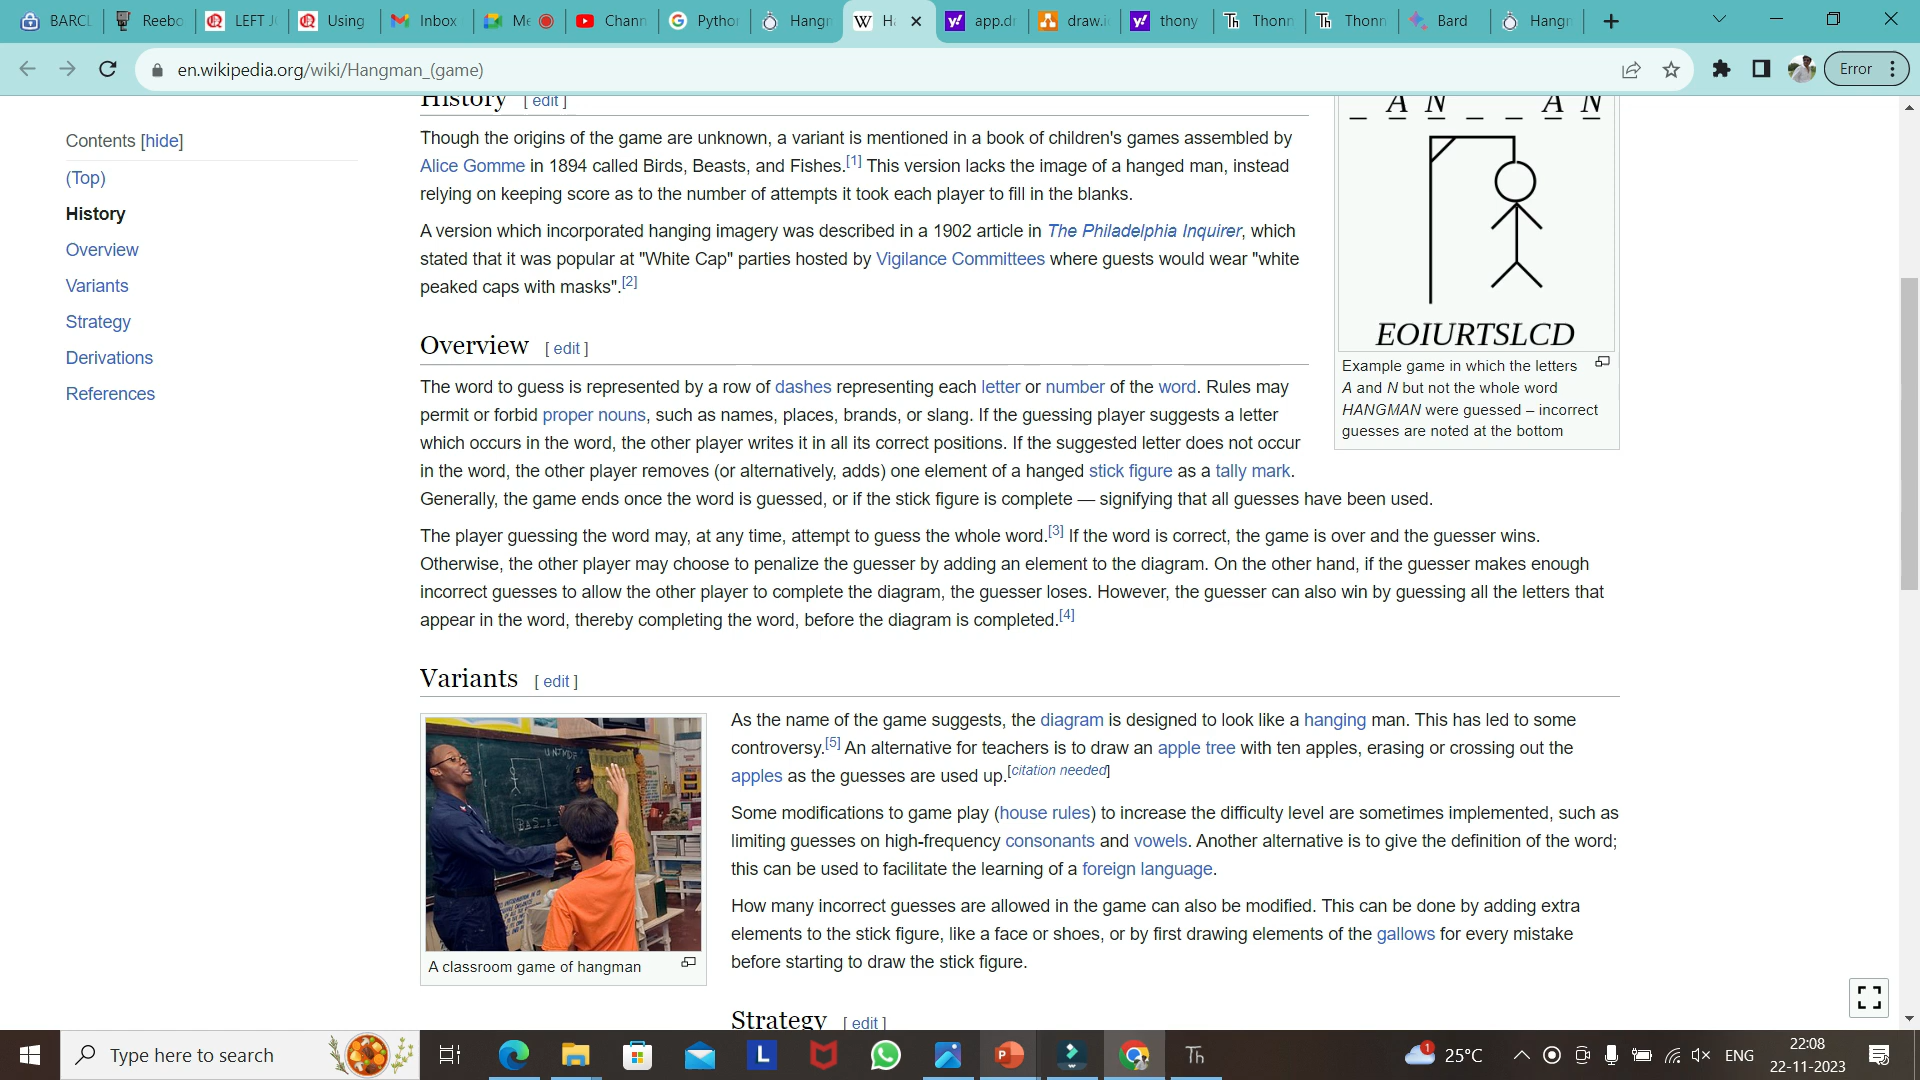 BARCL
Reebo
LEFT J
Using
Inbox
Me
Chann
Pytho
Hangr
app.dr
draw.i
thony
Thonn
Thonn
Bard
Hangr
en.wikipedia.org/wiki/Hangman_(game)
Error
Contents [hide]
(Top)
History
Overview
Variants
Strategy
Derivations
References
History [ edit ]
Though the origins of the game are unknown, a variant is mentioned in a book of children's games assembled by
Alice Gomme in 1894 called Birds, Beasts, and Fishes.[1] This version lacks the image of a hanged man, instead
relying on keeping score as to the number of attempts it took each player to fill in the blanks.
A version which incorporated hanging imagery was described in a 1902 article in The Philadelphia Inquirer, which
stated that it was popular at "White Cap" parties hosted by Vigilance Committees where guests would wear "white
peaked caps with masks".[2]
_ A N _ _ A N
EOIURTSLCD
Example game in which the letters
A and N but not the whole word
HANGMAN were guessed – incorrect
guesses are noted at the bottom
Overview [ edit ]
The word to guess is represented by a row of dashes representing each letter or number of the word. Rules may
permit or forbid proper nouns, such as names, places, brands, or slang. If the guessing player suggests a letter
which occurs in the word, the other player writes it in all its correct positions. If the suggested letter does not occur
in the word, the other player removes (or alternatively, adds) one element of a hanged stick figure as a tally mark.
Generally, the game ends once the word is guessed, or if the stick figure is complete — signifying that all guesses have been used.
The player guessing the word may, at any time, attempt to guess the whole word.[3] If the word is correct, the game is over and the guesser wins.
Otherwise, the other player may choose to penalize the guesser by adding an element to the diagram. On the other hand, if the guesser makes enough
incorrect guesses to allow the other player to complete the diagram, the guesser loses. However, the guesser can also win by guessing all the letters that
appear in the word, thereby completing the word, before the diagram is completed.[4]
Variants [ edit ]
A classroom game of hangman
As the name of the game suggests, the diagram is designed to look like a hanging man. This has led to some
controversy.[5] An alternative for teachers is to draw an apple tree with ten apples, erasing or crossing out the
apples as the guesses are used up.[citation needed]
Some modifications to game play (house rules) to increase the difficulty level are sometimes implemented, such as
limiting guesses on high-frequency consonants and vowels. Another alternative is to give the definition of the word;
this can be used to facilitate the learning of a foreign language.
How many incorrect guesses are allowed in the game can also be modified. This can be done by adding extra
elements to the stick figure, like a face or shoes, or by first drawing elements of the gallows for every mistake
before starting to draw the stick figure.
Strategy [ edit ]
Type here to search
25°C
ENG
22:08
22-11-2023